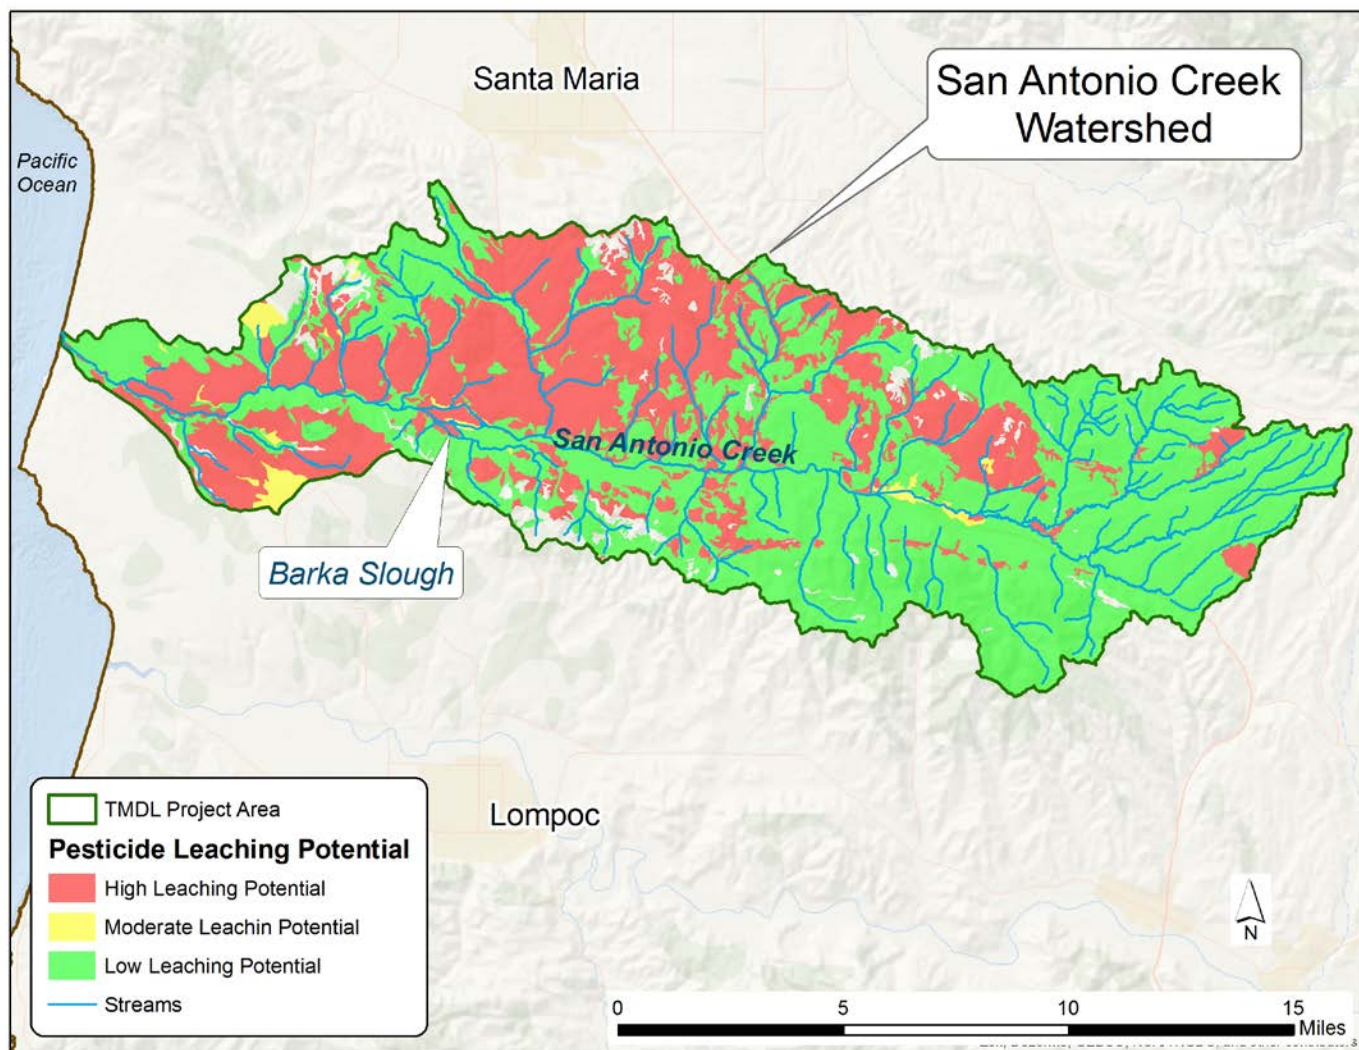 Santa Maria
San Antonio Creek
Watershed
Pacific
Ocean
San Antonio Creek
Barka Slough
Lompoc
TMDL Project Area
Pesticide Leaching Potential
High Leaching Potential
Moderate Leachin Potential
Low Leaching Potential
Streams
N
0 5 10 15
Miles